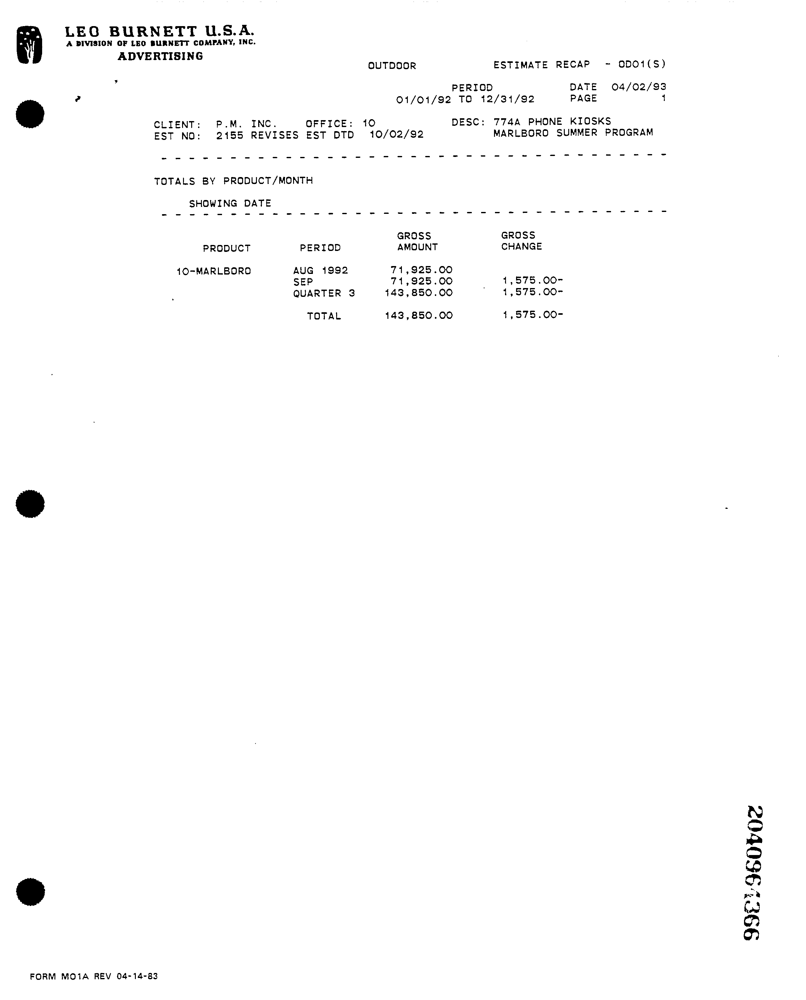 LEO BURNETT U.S.A.
A DIVISION OF LEO BURNETT COMPANY, INC.
ADVERTISING
OUTDOOR ESTIMATE RECAP - OD01(S)
PERIOD DATE 04/02/93
01/01/92 TO 12/31/92 PAGE 1
CLIENT: P.M. INC. OFFICE: 10 DESC: 774A PHONE KIOSKS
EST NO: 2155 REVISES EST DTD 10/02/92 MARLBORO SUMMER PROGRAM
TOTALS BY PRODUCT/MONTH
SHOWING DATE
GROSS GROSS
PRODUCT PERIOD AMOUNT CHANGE
10-MARLBORO AUG 1992 71,925.00
SEP 71,925.00 1,575.00-
QUARTER 3 143,850.00 1,575.00-
TOTAL 143,850.00 1,575.00-
2040964366
FORM M01A REV 04-14-83